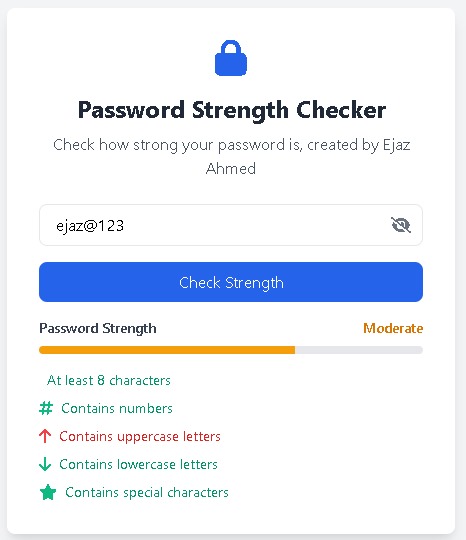 Password Strength Checker
Check how strong your password is, created by Ejaz
Ahmed
ejaz@123
Check Strength
Password Strength Moderate
At least 8 characters
# Contains numbers
↑ Contains uppercase letters
↓ Contains lowercase letters
★ Contains special characters